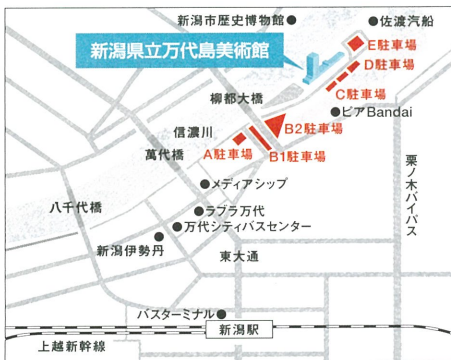 新潟市歴史博物館
佐渡汽船
新潟県立万代島美術館
E駐車場
D駐車場
C駐車場
柳都大橋
ピアBandai
信濃川
B2駐車場
萬代橋
A駐車場
B1駐車場
栗ノ木バイパス
メディアシップ
八千代橋
ラブラ万代
万代シティバスセンター
新潟伊勢丹
東大通
バスターミナル
新潟駅
上越新幹線